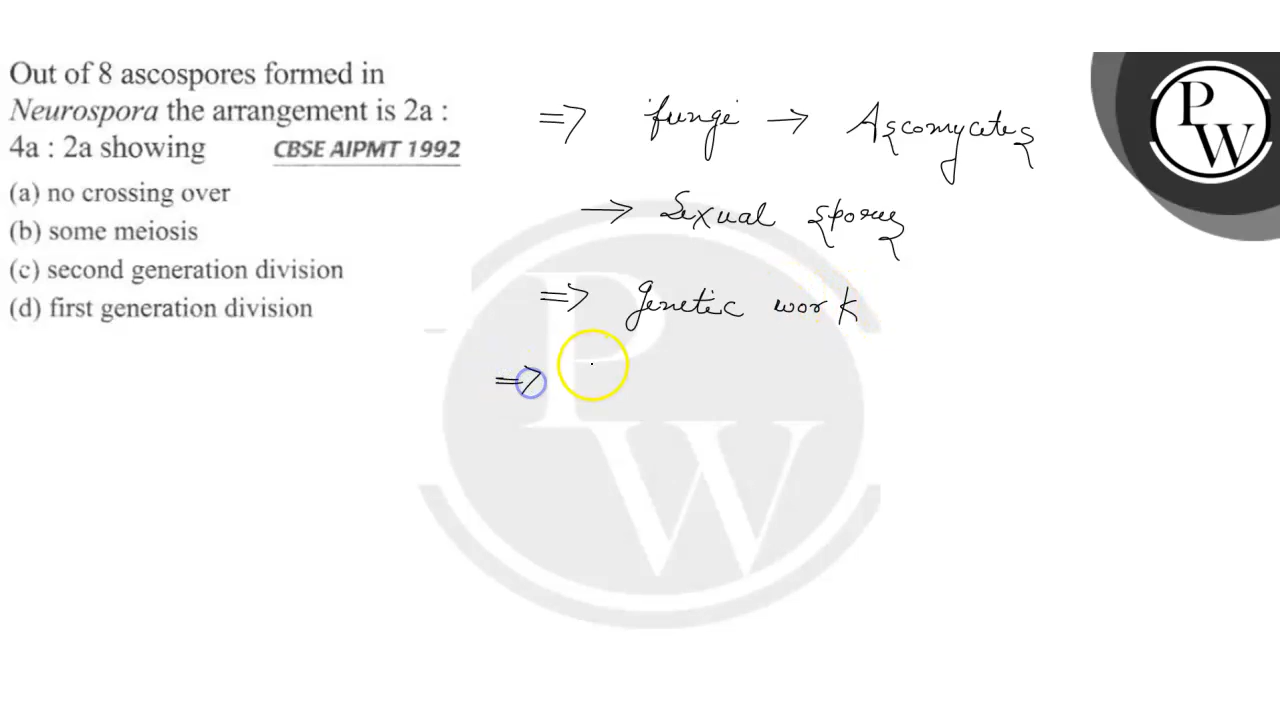 Out of 8 ascospores formed in
Neurospora the arrangement is 2a :
4a : 2a showing CBSE AIPMT 1992
(a) no crossing over
(b) some meiosis
(c) second generation division
(d) first generation division
=> fungi → Ascomycetes
→ Sexual spores
=> Genetic work
=>
P
W
P
W